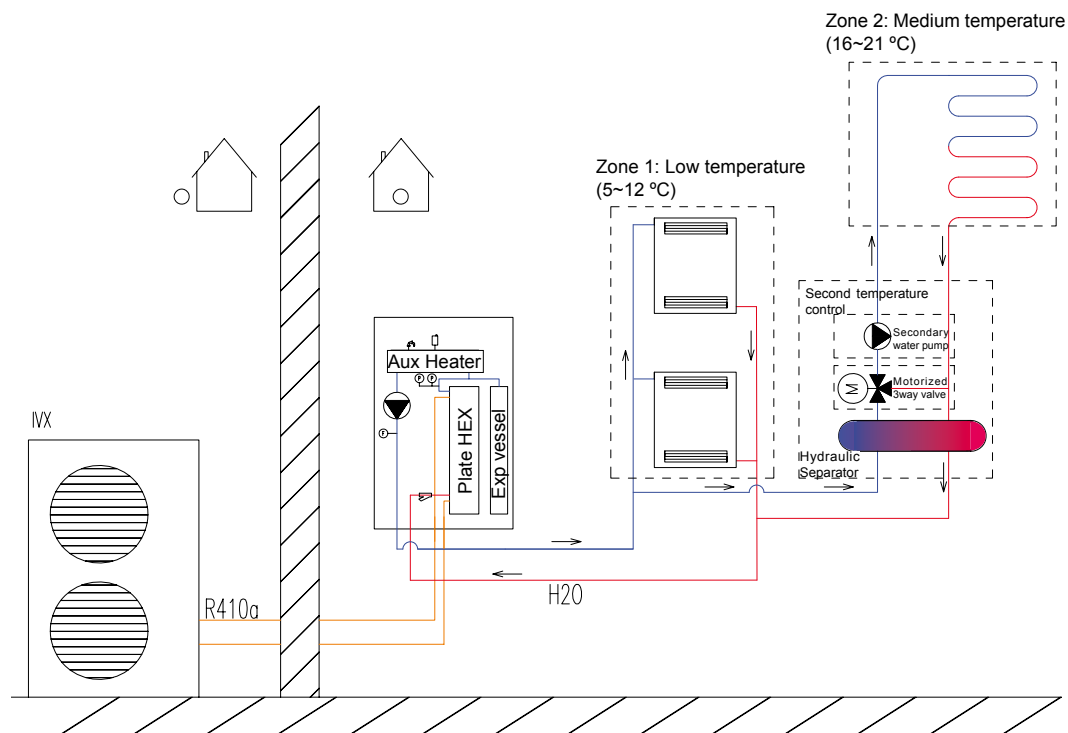 Zone 2: Medium temperature
(16~21 ºC)
Zone 1: Low temperature
(5~12 ºC)
Second temperature
control
Secondary
water pump
M
Motorized
3way valve
Hydraulic
Separator
Aux Heater
F
F
F
Plate HEX
Exp vessel
IVX
R410a
H20